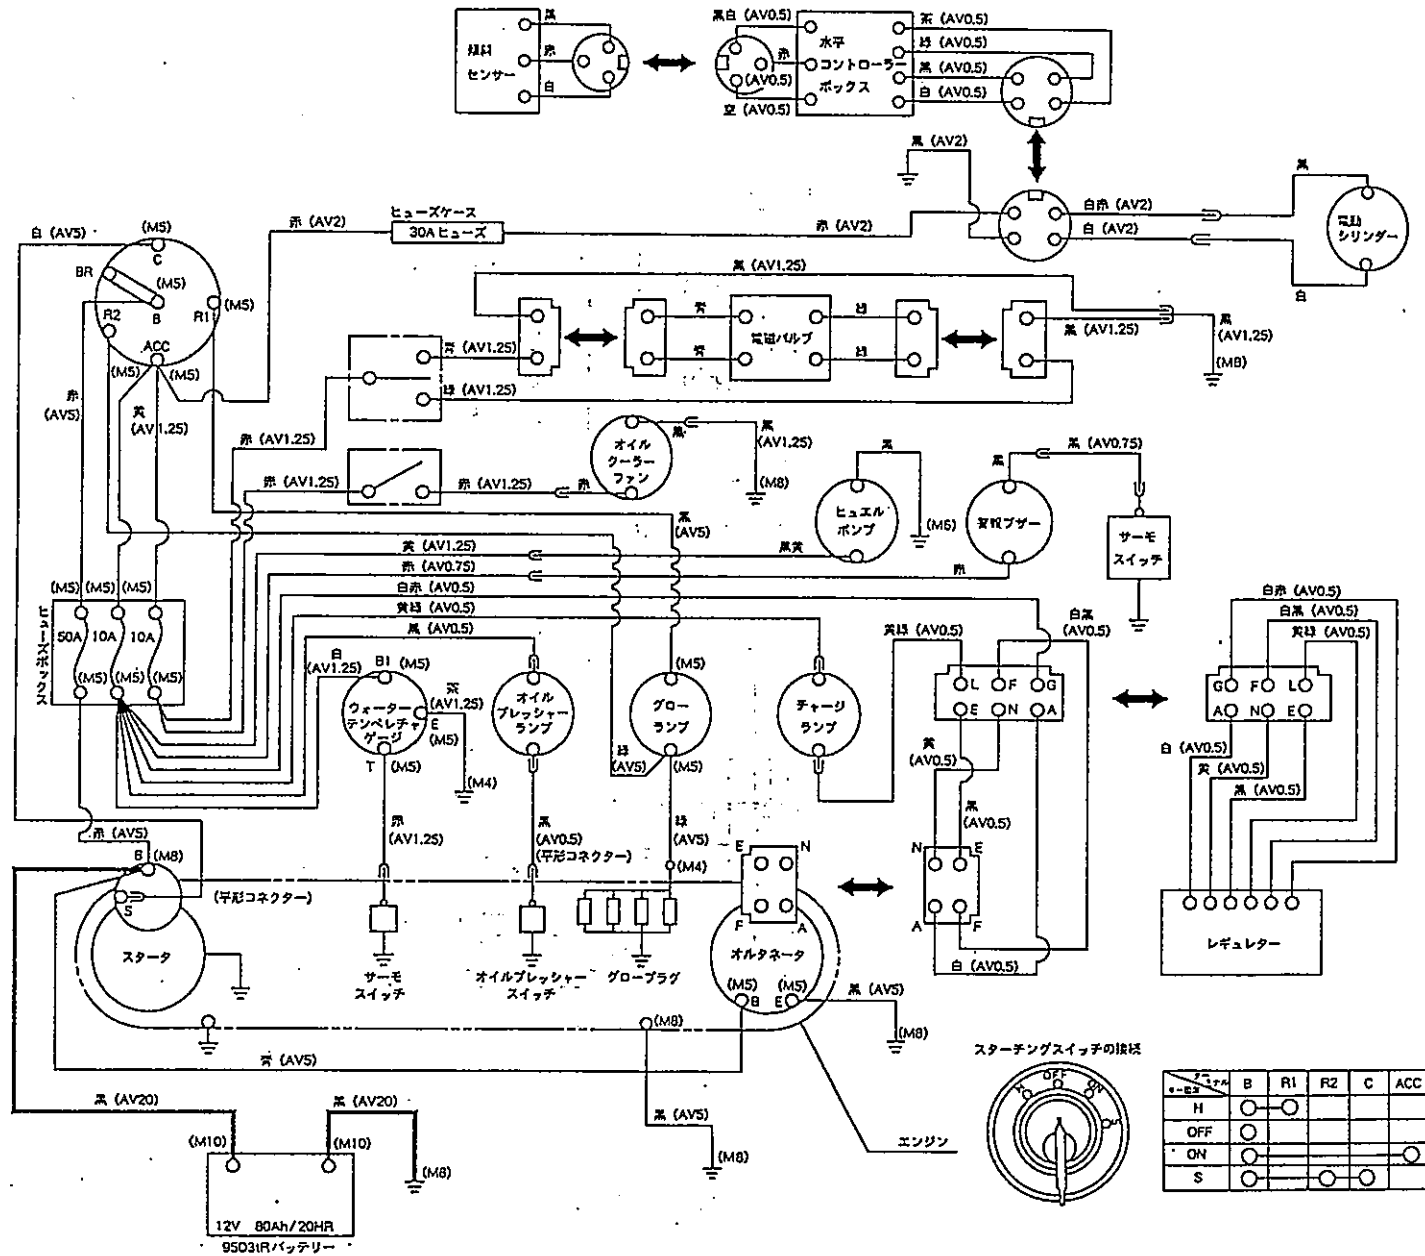 傾斜
センサー
黒
赤
白
黒白 (AV0.5)
赤
(AV0.5)
空 (AV0.5)
水平
コントローラー
ボックス
茶 (AV0.5)
緑 (AV0.5)
黒 (AV0.5)
白 (AV0.5)
黒 (AV2)
白 (AV5)
(M5)
C
BR
(M5)
B
R2
R1
(M5)
ACC
(M5)
(M5)
赤 (AV2)
ヒューズケース
30Aヒューズ
赤 (AV2)
白赤 (AV2)
白 (AV2)
黒
電動
シリンダー
白
黒 (AV1.25)
青
青
電磁バルブ
緑
緑
黒 (AV1.25)
黒
(AV1.25)
(M8)
青 (AV1.25)
緑 (AV1.25)
赤
(AV5)
黄
(AV1.25)
赤 (AV1.25)
赤 (AV1.25)
赤 (AV1.25)
赤
オイル
クーラー
ファン
黒
黒
(AV1.25)
(M8)
ヒュエル
ポンプ
黒
(M6)
警報ブザー
黒
黒 (AV0.75)
サーモ
スイッチ
黒
(AV5)
黄 (AV1.25)
黒黄
赤 (AV0.75)
赤
白赤 (AV0.5)
黄緑 (AV0.5)
黒 (AV0.5)
ヒューズボックス
(M5)
(M5)
(M5)
50A
10A
10A
(M5)
(M5)
(M5)
白
(AV1.25)
B1
(M5)
ウォーター
テンペレチャ
ゲージ
茶
(AV1.25)
E
(M5)
(M4)
T
(M5)
オイル
プレッシャー
ランプ
(M5)
グロー
ランプ
緑
(AV5)
(M5)
チャージ
ランプ
黄緑 (AV0.5)
白黒
(AV0.5)
L F G
E N A
黄
(AV0.5)
黒
(AV0.5)
白赤 (AV0.5)
白黒 (AV0.5)
黄緑 (AV0.5)
G F L
A N E
白 (AV0.5)
黄 (AV0.5)
黒 (AV0.5)
レギュレター
赤 (AV5)
B
(M8)
S
(平形コネクター)
スタータ
赤
(AV1.25)
サーモ
スイッチ
黒
(AV0.5)
(平形コネクター)
オイルプレッシャー
スイッチ
緑
(AV5)
(M4)
グロープラグ
E N
F A
オルタネータ
(M5)
B
(M5)
E
N E
A F
白 (AV0.5)
黒 (AV5)
(M8)
(M8)
黒 (AV5)
(M8)
青 (AV5)
黒 (AV20)
黒 (AV20)
(M10)
(M10)
(M8)
12V 80Ah/20HR
95D31Rバッテリー
エンジン
スターチングスイッチの接続
H
OFF
ON
S
ターミナル
B R1 R2 C ACC
H
OFF
ON
S